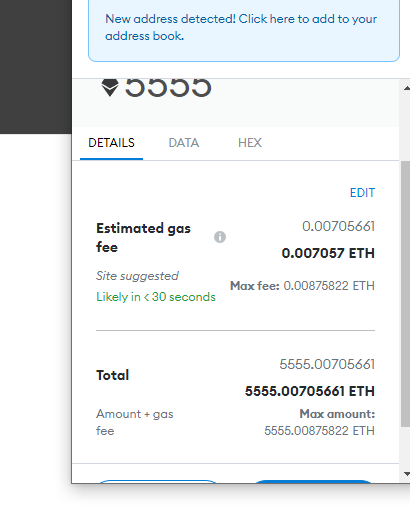 New address detected! Click here to add to your
address book.
5555
DETAILS DATA HEX
EDIT
Estimated gas
fee
0.00705661
0.007057 ETH
Site suggested
Likely in < 30 seconds
Max fee: 0.00875822 ETH
Total
5555.00705661
5555.00705661 ETH
Amount + gas
fee
Max amount:
5555.00875822 ETH